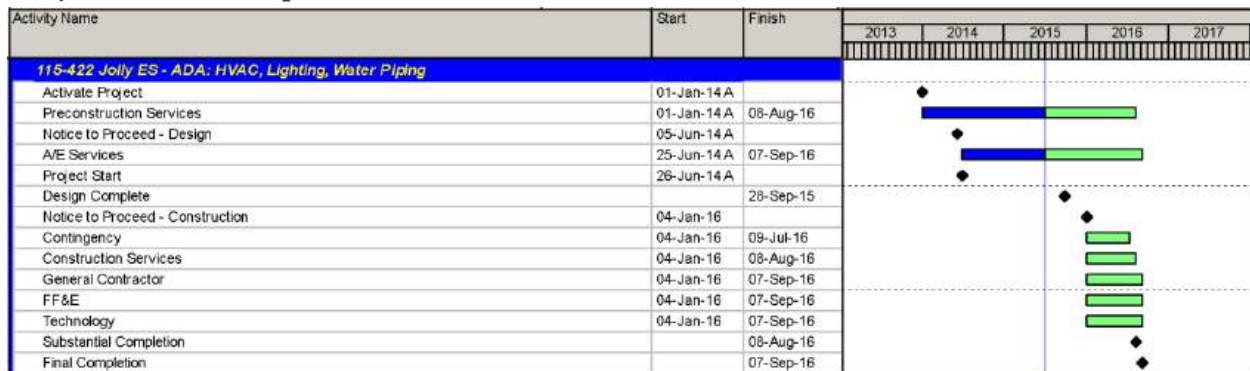 Activity Name Start Finish
2013 2014 2015 2016 2017
115-422 Jolly ES - ADA: HVAC, Lighting, Water Piping
Activate Project 01-Jan-14 A
Preconstruction Services 01-Jan-14 A 08-Aug-16
Notice to Proceed - Design 05-Jun-14 A
A/E Services 25-Jun-14 A 07-Sep-16
Project Start 26-Jun-14 A
Design Complete 28-Sep-15
Notice to Proceed - Construction 04-Jan-16
Contingency 04-Jan-16 09-Jul-16
Construction Services 04-Jan-16 08-Aug-16
General Contractor 04-Jan-16 07-Sep-16
FF&E 04-Jan-16 07-Sep-16
Technology 04-Jan-16 07-Sep-16
Substantial Completion 08-Aug-16
Final Completion 07-Sep-16